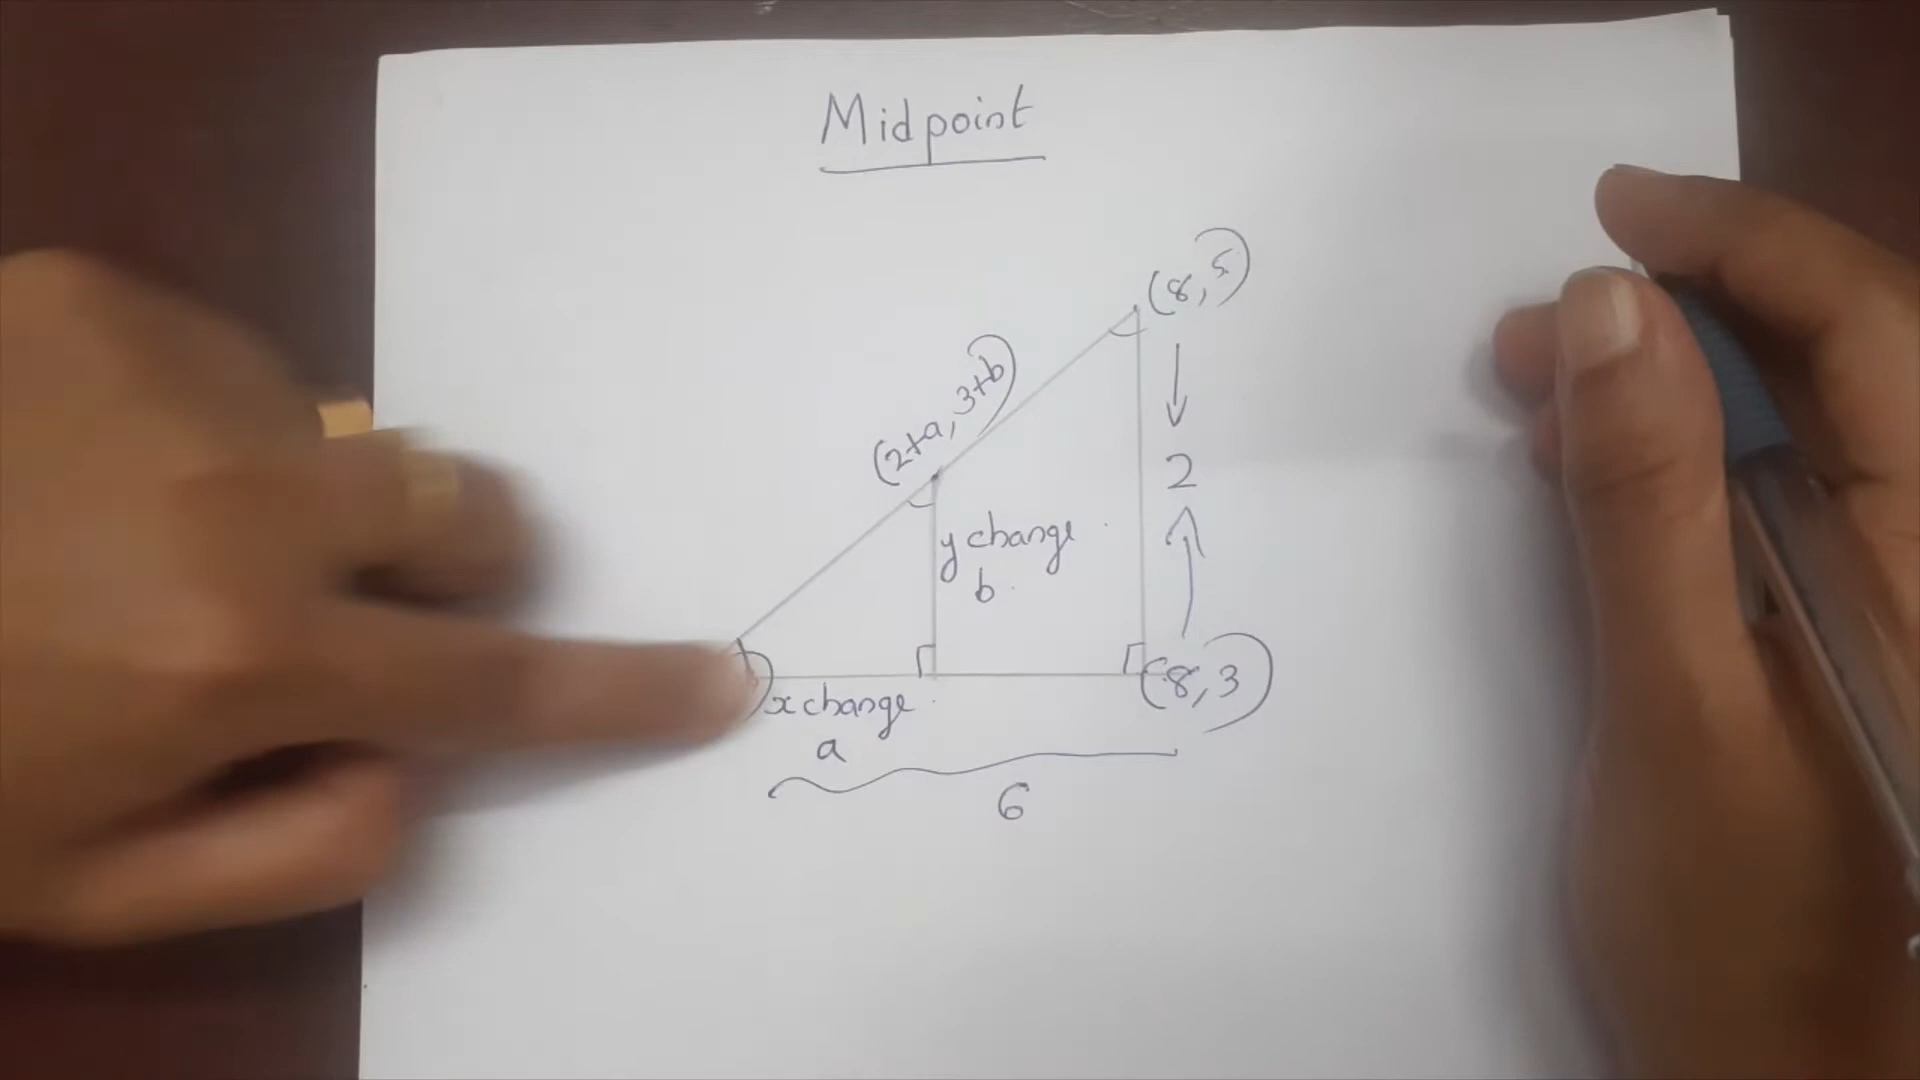 Midpoint
(8,5)
(2+a, 3+b)
2
y change
b
(8,3)
x change
a
6